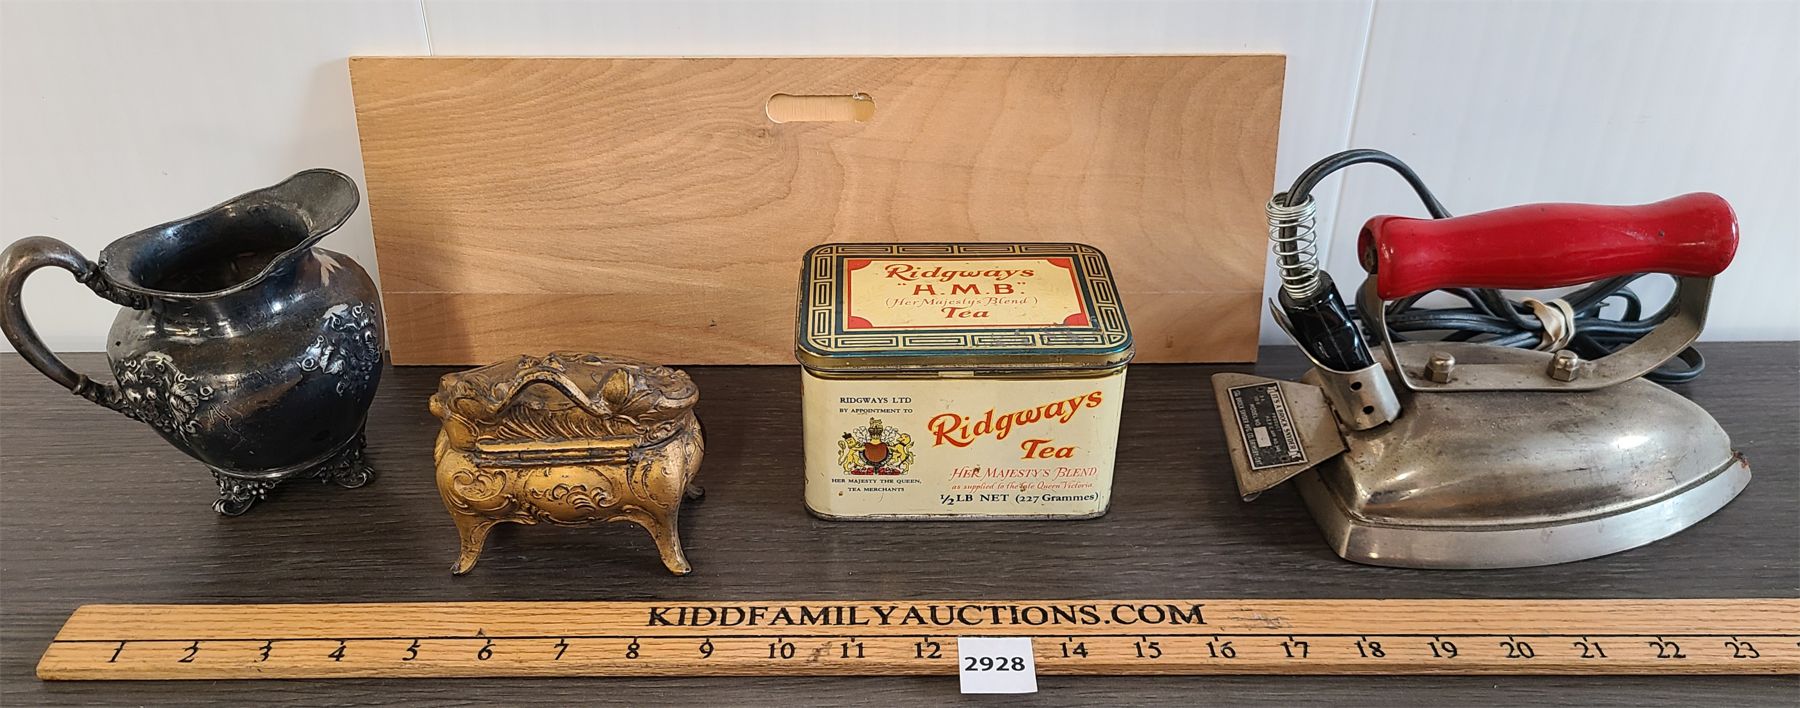 Ridgways
"H.M.B."
(Her Majestys Blend)
Tea
RIDGWAYS LTD
BY APPOINTMENT TO
HER MAJESTY THE QUEEN,
TEA MERCHANTS
Ridgways
Tea
HER MAJESTY'S BLEND
as supplied to the late Queen Victoria
1/2 LB NET (227 Grammes)
KIDDFAMILYAUCTIONS.COM
1 2 3 4 5 6 7 8 9 10 11 12 14 15 16 17 18 19 20 21 22 23
2928